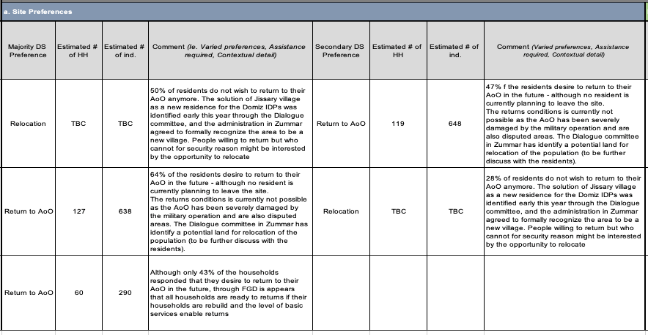 a. Site Preferences
Majority DS Preference
Estimated # of HH
Estimated # of ind.
Comment (ie. Varied preferences, Assistance required, Contextual detail)
Secondary DS Preference
Estimated # of HH
Estimated # of ind.
Comment (Varied preferences, Assistance required, Contextual detail)
Relocation
TBC
TBC
50% of residents do not wish to return to their
AoO anymore. The solution of Jissary village
as a new residence for the Domiz IDPs was
identified early this year through the Dialogue
committee, and the administration in Zummar
agreed to formally recognize the area to be a
new village. People willing to return but who
cannot for security reason might be interested
by the opportunity to relocate
Return to AoO
119
648
47% f the residents desire to return to their
AoO in the future - although no resident is
currently planning to leave the site.
The returns conditions is currently not
possible as the AoO has been severely
damaged by the military operation and are
also disputed areas. The Dialogue committee
in Zummar has identify a potential land for
relocation of the population (to be further
discuss with the residents).
Return to AoO
127
638
64% of the residents desire to return to their
AoO in the future - although no resident is
currently planning to leave the site.
The returns conditions is currently not possible
as the AoO has been severely damaged by
the military operation and are also disputed
areas. The Dialogue committee in Zummar has
identify a potential land for relocation of the
population (to be further discuss with the
residents).
Relocation
TBC
TBC
28% of residents do not wish to return to their
AoO anymore. The solution of Jissary village
as a new residence for the Domiz IDPs was
identified early this year through the Dialogue
committee, and the administration in Zummar
agreed to formally recognize the area to be a
new village. People willing to return but who
cannot for security reason might be interested
by the opportunity to relocate
Return to AoO
60
290
Although only 43% of the households
responded that they desire to return to their
AoO in the future, through FGD is appears
that all households are ready to returns if their
households are rebuild and the level of basic
services enable returns